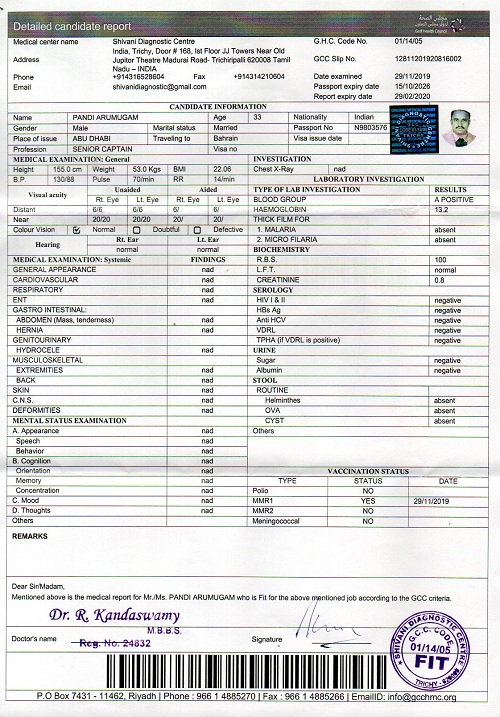 Detailed candidate report
Gulf Health Council
Medical center name Shivani Diagnostic Centre G.H.C. Code No. 01/14/05
Address India, Trichy, Door # 168, Ist Floor JJ Towers Near Old Jupitor Theatre Madurai Road- Trichiripalli 620008 Tamil Nadu – INDIA GCC Slip No. 12811201920816002
Phone +914316528604 Fax +914314210604 Date examined 29/11/2019
Email shivanidiagnostic@gmail.com Passport expiry date 15/10/2026
Report expiry date 29/02/2020
CANDIDATE INFORMATION
Name PANDI ARUMUGAM Age 33 Nationality Indian
Gender Male Marital status Married Passport No N9803576
Place of issue ABU DHABI Traveling to Bahrain Visa issue date
Profession SENIOR CAPTAIN Visa no
MEDICAL EXAMINATION: General INVESTIGATION
Height 155.0 cm Weight 53.0 Kgs BMI 22.06 Chest X-Ray nad
B.P. 130/88 Pulse 70/min RR 14/min LABORATORY INVESTIGATION
Visual acuity Unaided Aided TYPE OF LAB INVESTIGATION RESULTS
Rt. Eye Lt. Eye Rt. Eye Lt. Eye BLOOD GROUP A POSITIVE
Distant 6/6 6/6 6/ 6/ HAEMOGLOBIN 13.2
Near 20/20 20/20 20/ 20/ THICK FILM FOR
Colour Vision Normal Doubtful Defective 1. MALARIA absent
Hearing Rt. Ear Lt. Ear 2. MICRO FILARIA absent
normal normal BIOCHEMISTRY
MEDICAL EXAMINATION: Systemic FINDINGS R.B.S. 100
GENERAL APPEARANCE nad L.F.T. normal
CARDIOVASCULAR nad CREATININE 0.8
RESPIRATORY nad SEROLOGY
ENT nad HIV I & II negative
GASTRO INTESTINAL: HBs Ag negative
ABDOMEN (Mass, tenderness) nad Anti HCV negative
HERNIA nad VDRL negative
GENITOURINARY TPHA (if VDRL is positive) negative
HYDROCELE nad URINE
MUSCULOSKELETAL Sugar negative
EXTREMITIES nad Albumin negative
BACK nad STOOL
SKIN nad ROUTINE
C.N.S. nad Helminthes absent
DEFORMITIES nad OVA absent
MENTAL STATUS EXAMINATION CYST absent
A. Appearance nad Others
Speech nad
Behavior nad
B. Cognition nad
Orientation nad VACCINATION STATUS
Memory nad TYPE STATUS DATE
Concentration nad Polio NO
C. Mood nad MMR1 YES 29/11/2019
D. Thoughts nad MMR2 NO
Others Meningococcal NO
REMARKS
Dear Sir/Madam,
Mentioned above is the medical report for Mr./Ms. PANDI ARUMUGAM who is Fit for the above mentioned job according to the GCC criteria.
Dr. R. Kandaswamy
M.B.B.S.
Doctor's name Reg. No. 24832 Signature
SHIVANI DIAGNOSTIC CENTRE
G.C.C. CODE
01/14/05
FIT
P.O Box 7431 - 11462, Riyadh | Phone : 966 1 4885270 | Fax : 966 1 4885266 | EmailID: info@gcchmc.org